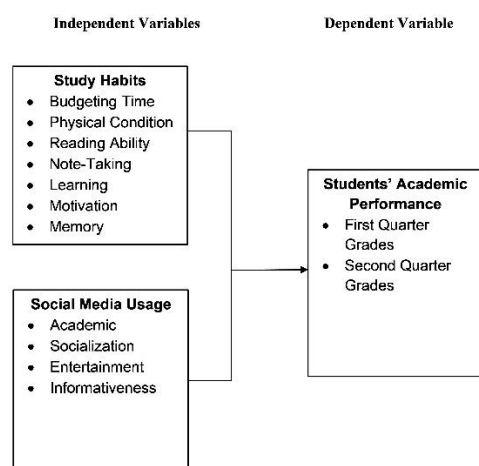 Independent Variables
Dependent Variable
Study Habits
• Budgeting Time
• Physical Condition
• Reading Ability
• Note-Taking
• Learning
• Motivation
• Memory
Social Media Usage
• Academic
• Socialization
• Entertainment
• Informativeness
Students' Academic
Performance
• First Quarter
Grades
• Second Quarter
Grades